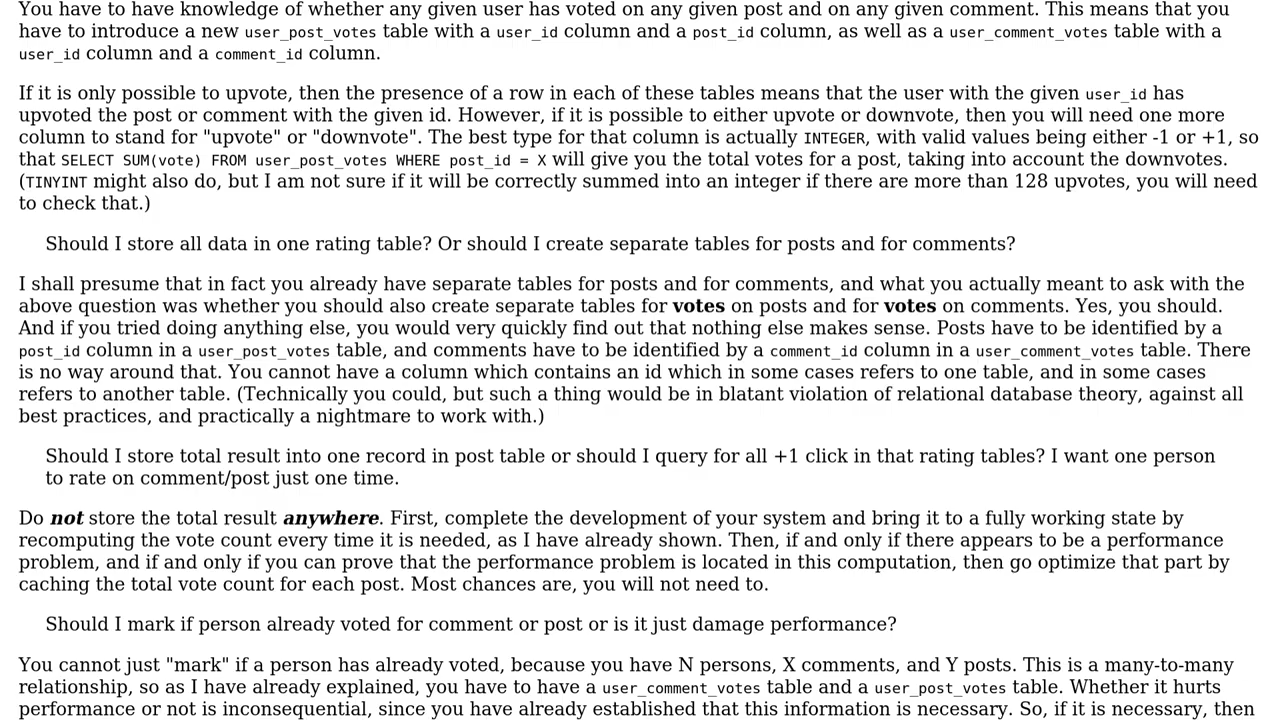 You have to have knowledge of whether any given user has voted on any given post and on any given comment. This means that you
have to introduce a new user_post_votes table with a user_id column and a post_id column, as well as a user_comment_votes table with a
user_id column and a comment_id column.
If it is only possible to upvote, then the presence of a row in each of these tables means that the user with the given user_id has
upvoted the post or comment with the given id. However, if it is possible to either upvote or downvote, then you will need one more
column to stand for "upvote" or "downvote". The best type for that column is actually INTEGER, with valid values being either -1 or +1, so
that SELECT SUM(vote) FROM user_post_votes WHERE post_id = X will give you the total votes for a post, taking into account the downvotes.
(TINYINT might also do, but I am not sure if it will be correctly summed into an integer if there are more than 128 upvotes, you will need
to check that.)
Should I store all data in one rating table? Or should I create separate tables for posts and for comments?
I shall presume that in fact you already have separate tables for posts and for comments, and what you actually meant to ask with the
above question was whether you should also create separate tables for votes on posts and for votes on comments. Yes, you should.
And if you tried doing anything else, you would very quickly find out that nothing else makes sense. Posts have to be identified by a
post_id column in a user_post_votes table, and comments have to be identified by a comment_id column in a user_comment_votes table. There
is no way around that. You cannot have a column which contains an id which in some cases refers to one table, and in some cases
refers to another table. (Technically you could, but such a thing would be in blatant violation of relational database theory, against all
best practices, and practically a nightmare to work with.)
Should I store total result into one record in post table or should I query for all +1 click in that rating tables? I want one person
to rate on comment/post just one time.
Do not store the total result anywhere. First, complete the development of your system and bring it to a fully working state by
recomputing the vote count every time it is needed, as I have already shown. Then, if and only if there appears to be a performance
problem, and if and only if you can prove that the performance problem is located in this computation, then go optimize that part by
caching the total vote count for each post. Most chances are, you will not need to.
Should I mark if person already voted for comment or post or is it just damage performance?
You cannot just "mark" if a person has already voted, because you have N persons, X comments, and Y posts. This is a many-to-many
relationship, so as I have already explained, you have to have a user_comment_votes table and a user_post_votes table. Whether it hurts
performance or not is inconsequential, since you have already established that this information is necessary. So, if it is necessary, then